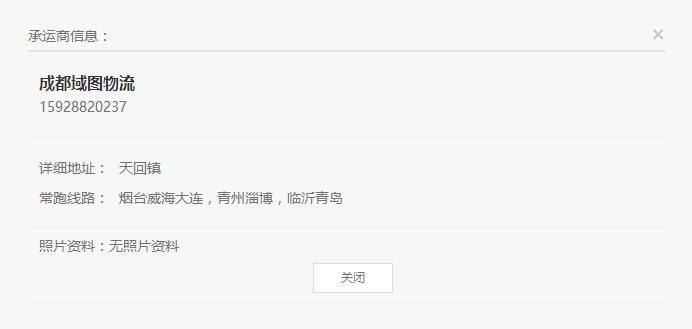 承运商信息：
成都域图物流
15928820237
详细地址： 天回镇
常跑线路： 烟台威海大连，青州淄博，临沂青岛
照片资料：无照片资料
关闭